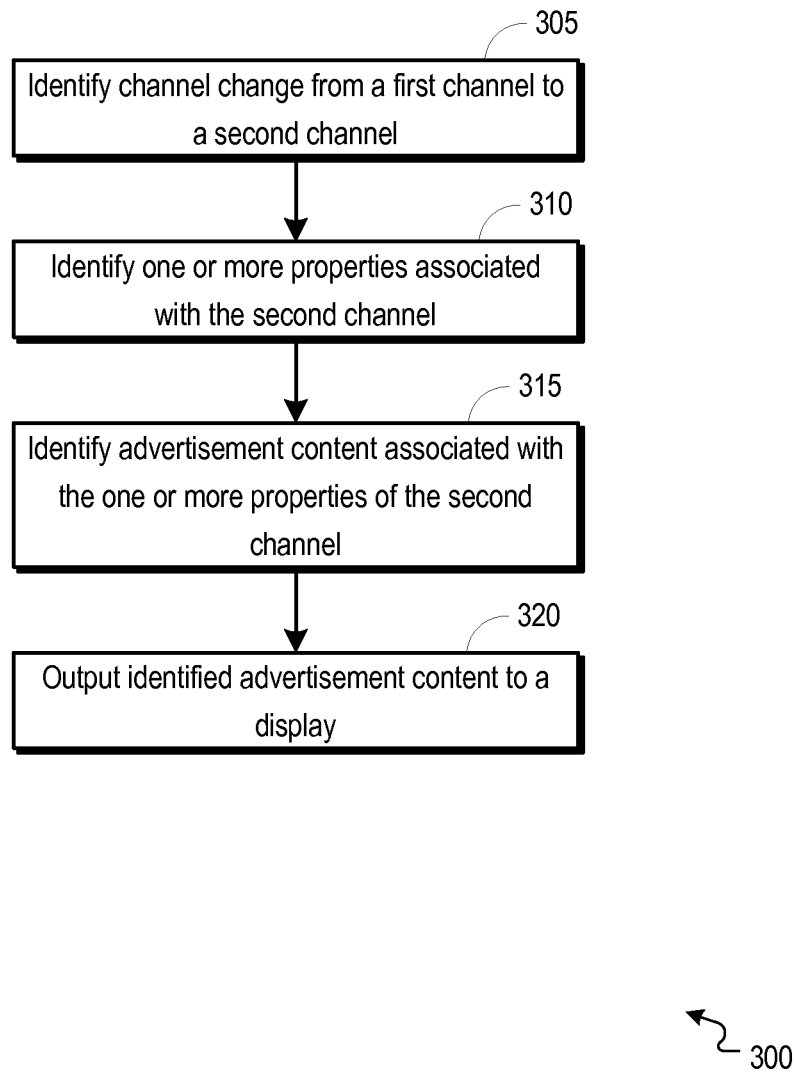 305
Identify channel change from a first channel to
a second channel
310
Identify one or more properties associated
with the second channel
315
Identify advertisement content associated with
the one or more properties of the second
channel
320
Output identified advertisement content to a
display
300